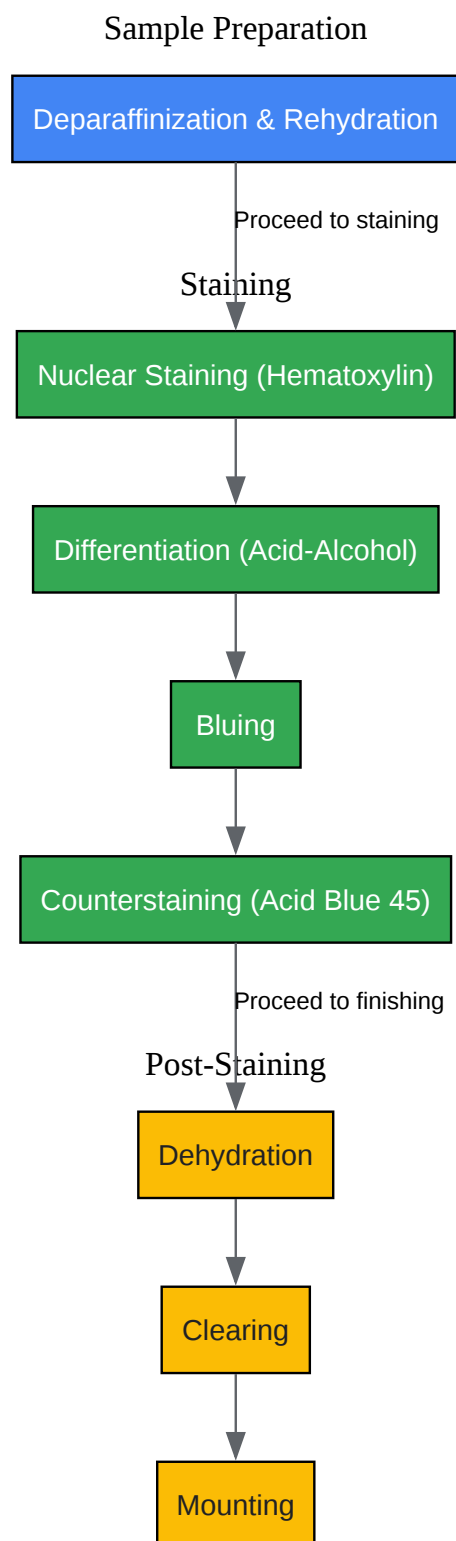 Sample Preparation
Deparaffinization & Rehydration
Proceed to staining
Staining
Nuclear Staining (Hematoxylin)
Differentiation (Acid-Alcohol)
Bluing
Counterstaining (Acid Blue 45)
Proceed to finishing
Post-Staining
Dehydration
Clearing
Mounting